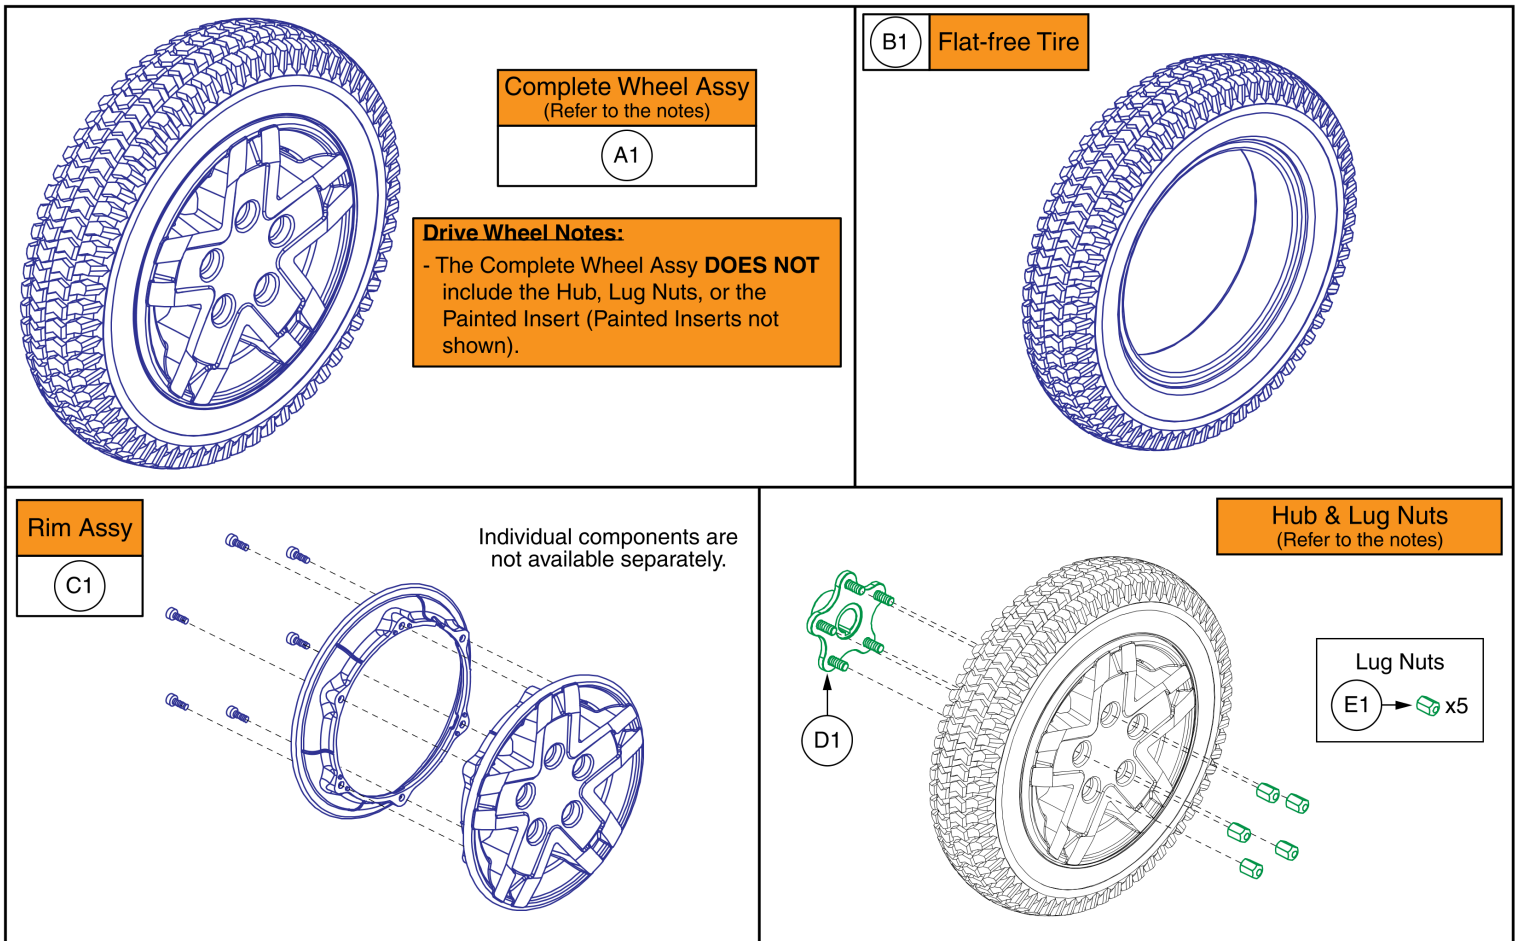 Complete Wheel Assy
(Refer to the notes)
A1
Drive Wheel Notes:
- The Complete Wheel Assy DOES NOT
include the Hub, Lug Nuts, or the
Painted Insert (Painted Inserts not
shown).
B1
Flat-free Tire
Rim Assy
C1
Individual components are
not available separately.
Hub & Lug Nuts
(Refer to the notes)
D1
Lug Nuts
E1 x5